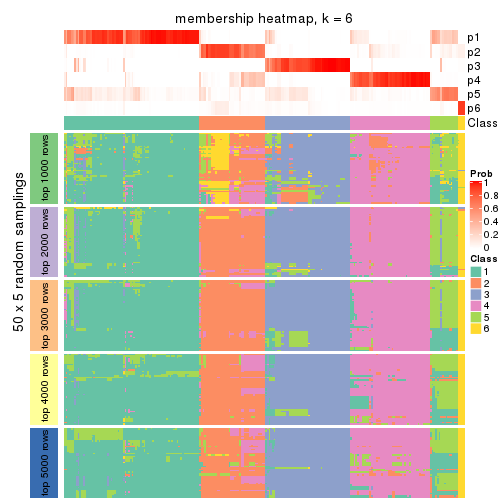 membership heatmap, k = 6
p1
p2
p3
p4
p5
p6
Class
50 x 5 random samplings
top 1000 rows
top 2000 rows
top 3000 rows
top 4000 rows
top 5000 rows
Prob
1
0.8
0.6
0.4
0.2
0
Class
1
2
3
4
5
6